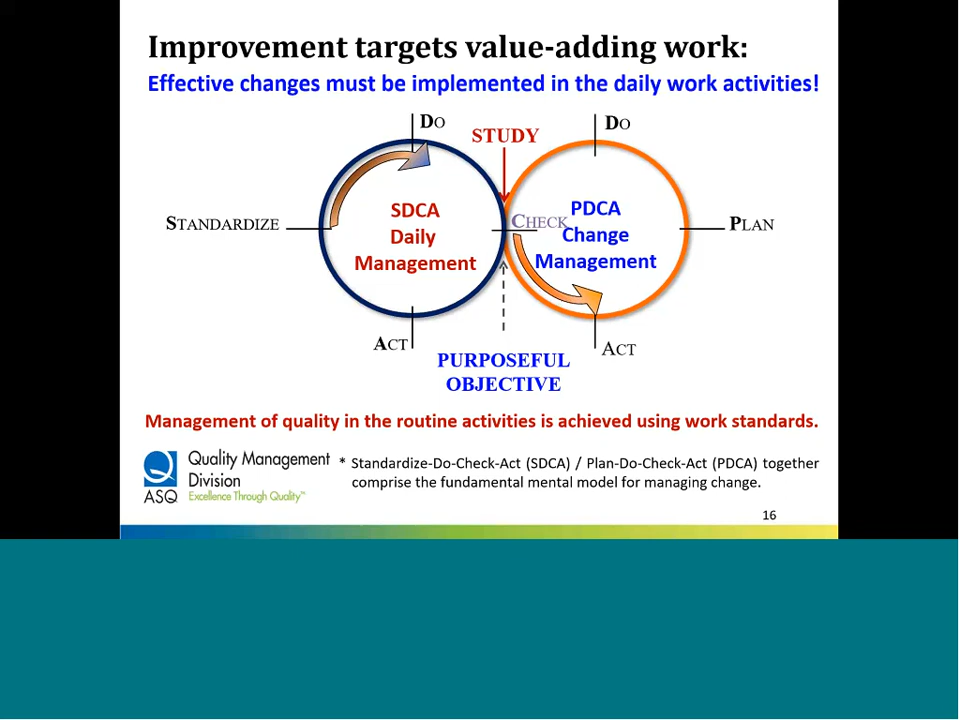 Improvement targets value-adding work:
Effective changes must be implemented in the daily work activities!
DO
STUDY
DO
STANDARDIZE
SDCA
Daily
Management
CHECK
PDCA
Change
Management
PLAN
ACT
PURPOSEFUL
OBJECTIVE
ACT
Management of quality in the routine activities is achieved using work standards.
ASQ
Quality Management
Division
Excellence Through Quality™
* Standardize-Do-Check-Act (SDCA) / Plan-Do-Check-Act (PDCA) together
comprise the fundamental mental model for managing change.
16